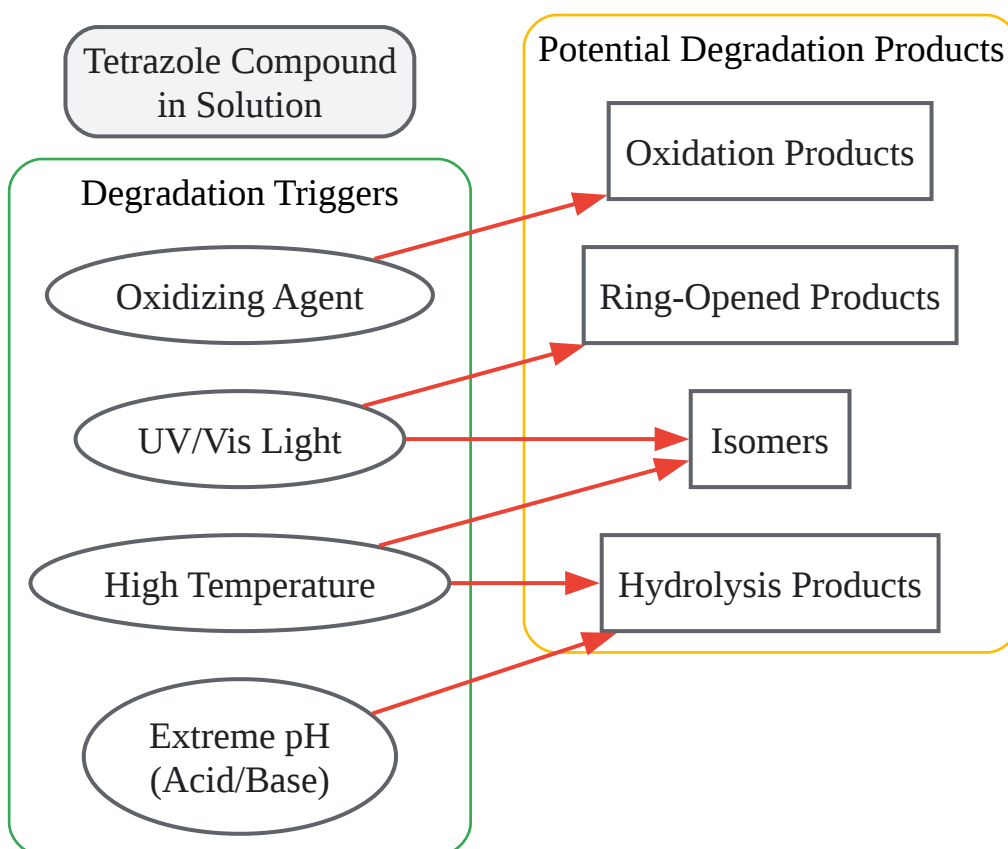 Tetrazole Compound
in Solution
Degradation Triggers
Oxidizing Agent
UV/Vis Light
High Temperature
Extreme pH
(Acid/Base)
Potential Degradation Products
Oxidation Products
Ring-Opened Products
Isomers
Hydrolysis Products